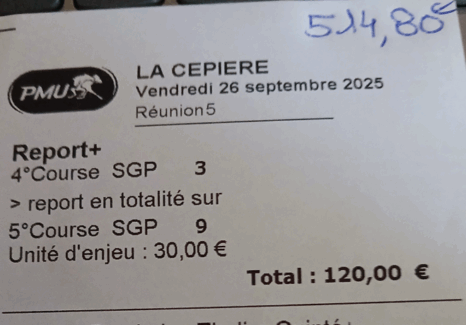 514,80€
PMU
LA CEPIERE
Vendredi 26 septembre 2025
Réunion5
Report+
4°Course SGP 3
> report en totalité sur
5°Course SGP 9
Unité d'enjeu : 30,00 €
Total : 120,00 €